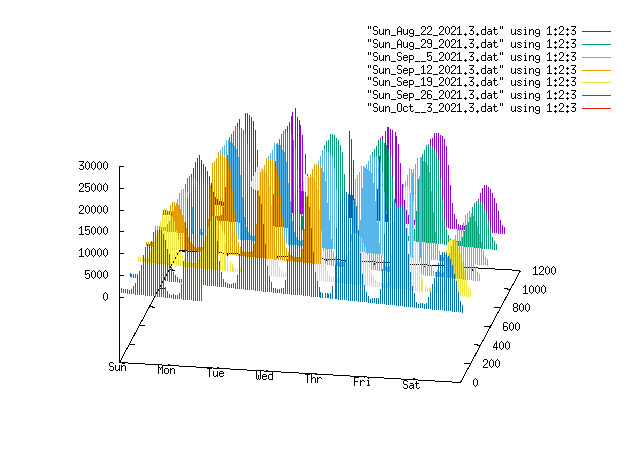 "Sun_Aug_22_2021.3.dat" using 1:2:3
"Sun_Aug_29_2021.3.dat" using 1:2:3
"Sun_Sep__5_2021.3.dat" using 1:2:3
"Sun_Sep_12_2021.3.dat" using 1:2:3
"Sun_Sep_19_2021.3.dat" using 1:2:3
"Sun_Sep_26_2021.3.dat" using 1:2:3
"Sun_Oct__3_2021.3.dat" using 1:2:3
30000
25000
20000
15000
10000
5000
0
1200
1000
800
600
400
200
0
Sun Mon Tue Wed Thr Fri Sat